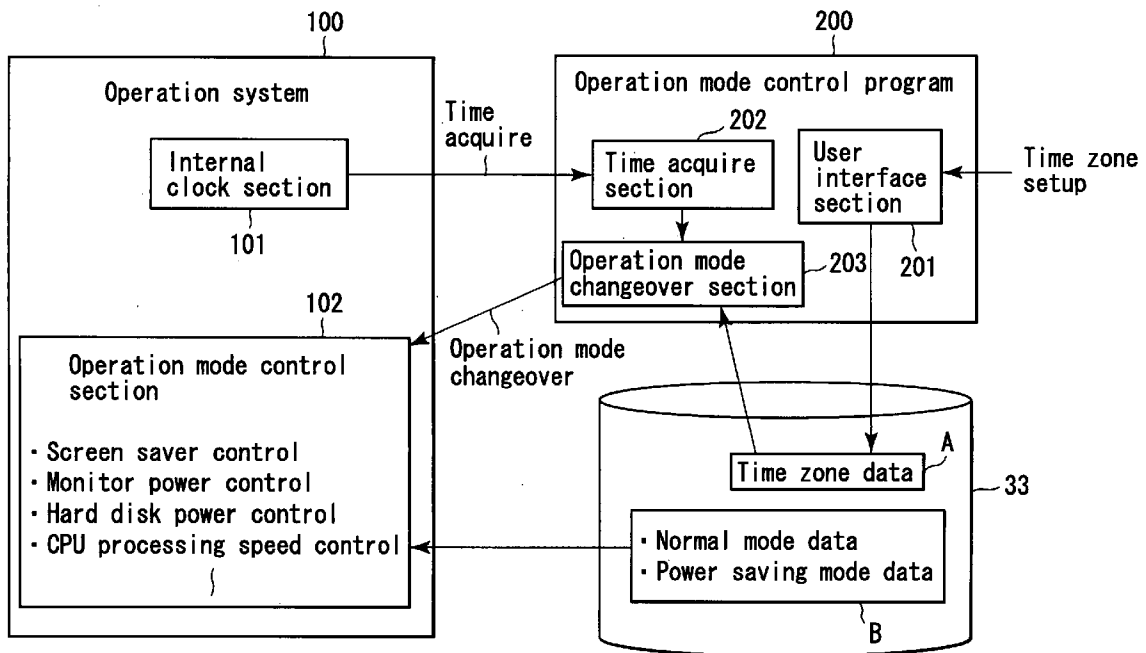 100
Operation system
Internal
clock section
101
Time
acquire
200
Operation mode control program
202
Time acquire
section
User
interface
section
201
Time zone
setup
Operation mode
changeover section
203
Operation mode
changeover
102
Operation mode control
section
・Screen saver control
・Monitor power control
・Hard disk power control
・CPU processing speed control
Time zone data
A
33
・Normal mode data
・Power saving mode data
B